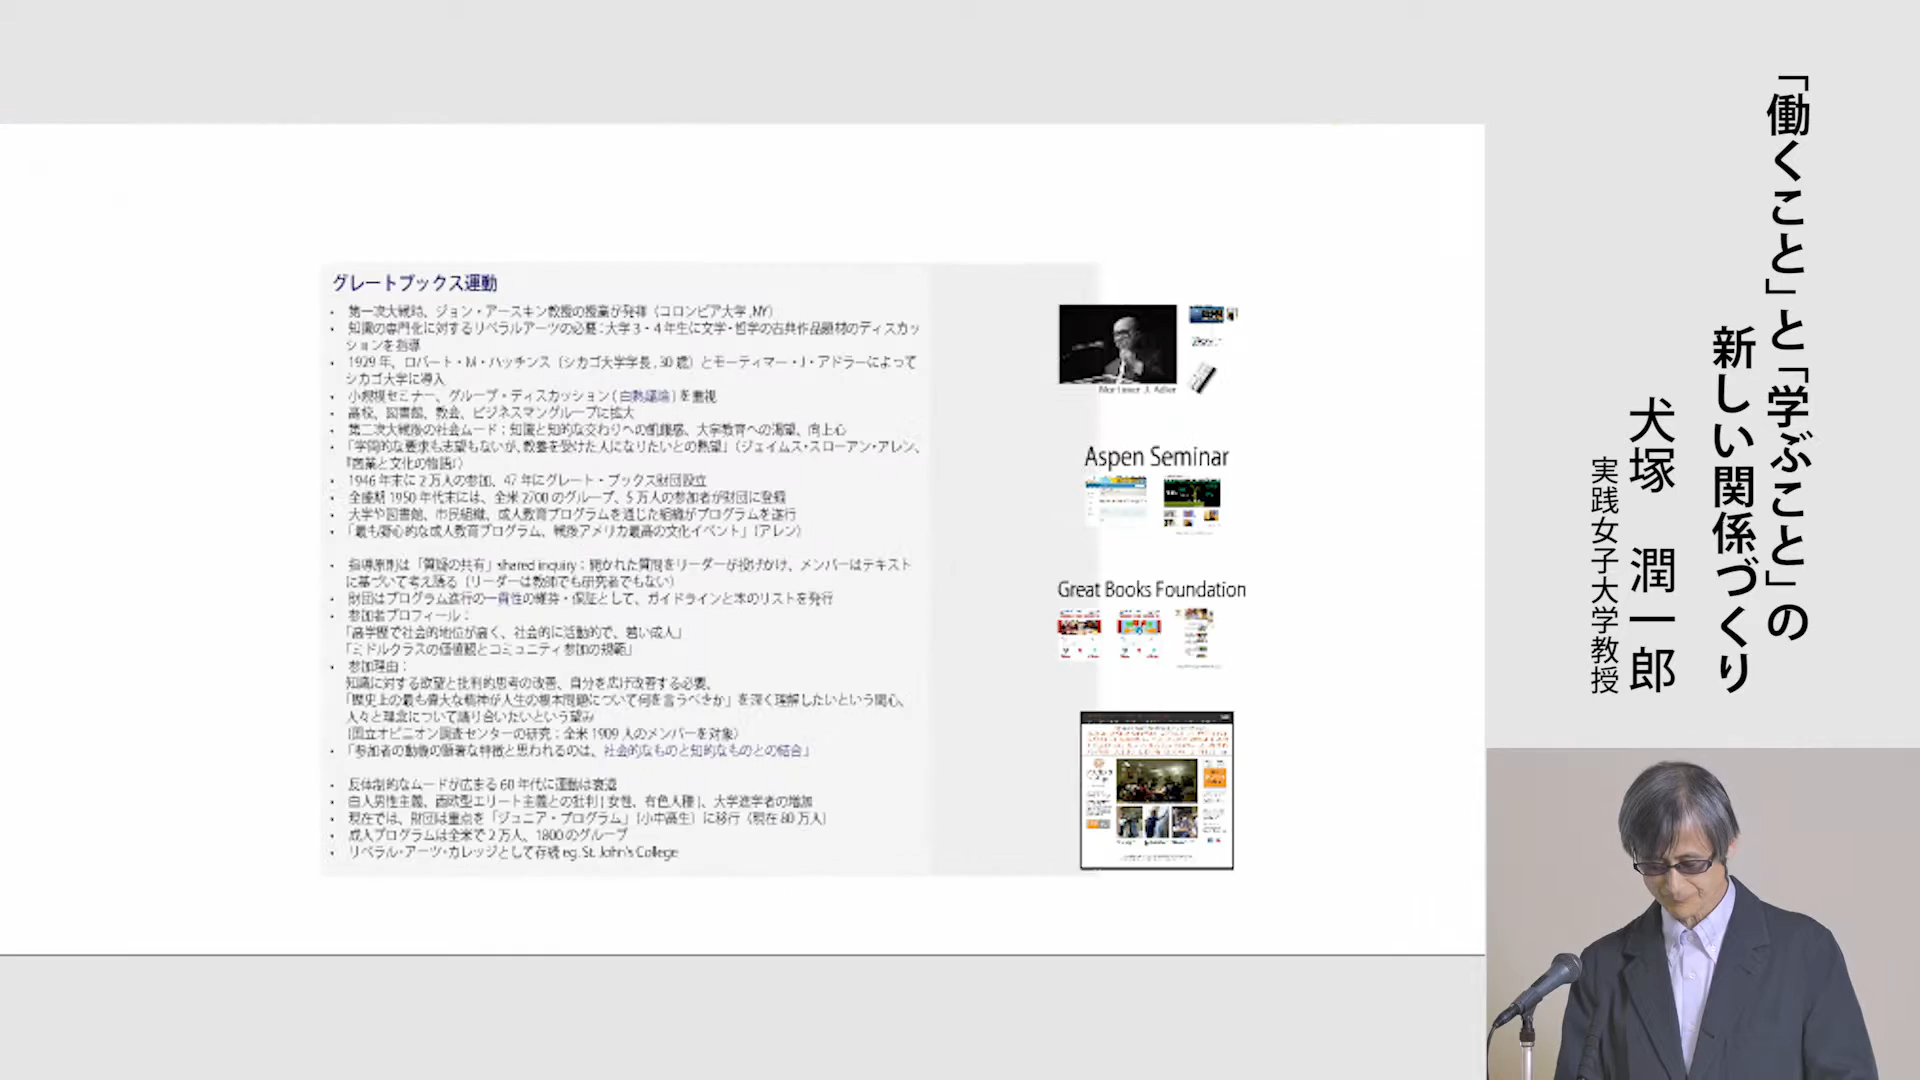 「働くこと」と「学ぶこと」の
新しい関係づくり
犬塚 潤一郎
実践女子大学教授
グレートブックス運動
• 第一次大戦時、ジョン・アースキン教授の授業が発祥（コロンビア大学,NY）
• 知識の専門化に対するリベラルアーツの必要：大学3・4年生に文学・哲学の古典作品題材のディスカッ
ションを指導
• 1929年、ロバート・M・ハッチンス（シカゴ大学学長,30歳）とモーティマー・J・アドラーによって
シカゴ大学に導入
• 小規模セミナー、グループ・ディスカッション(白熱議論)を重視
• 高校、図書館、教会、ビジネスマングループに拡大
• 第二次大戦後の社会ムード：知識と知的な交わりへの飢餓感、大学教育への渇望、向上心
• 「学問的な要求も志望もないが、教養を受けた人になりたいとの熱望」（ジェイムス・スローアン・アレン、
『商業と文化の物語』）
• 1946年末に2万人の参加、47年にグレート・ブックス財団設立
• 全盛期1950年代末には、全米2700のグループ、5万人の参加者が財団に登録
• 大学や図書館、市民組織、成人教育プログラムを通じた組織がプログラムを遂行
• 「最も野心的な成人教育プログラム、戦後アメリカ最高の文化イベント」（アレン）
• 指導原則は「質疑の共有」shared inquiry：開かれた質問をリーダーが投げかけ、メンバーはテキスト
に基づいて考え語る（リーダーは教師でも研究者でもない）
• 財団はプログラム進行の一貫性の維持・保証として、ガイドラインと本のリストを発行
• 参加者プロフィール：
「高学歴で社会的地位が高く、社会的に活動的で、若い成人」
「ミドルクラスの価値観とコミュニティ参加の規範」
• 参加理由：
知識に対する欲望と批判的思考の改善、自分を広げ改善する必要、
「歴史上の最も偉大な精神が人生の根本問題について何を言うべきか」を深く理解したいという関心、
人々と理念について語り合いたいという望み
（国立オピニオン調査センターの研究：全米1909人のメンバーを対象）
• 「参加者の動機の顕著な特徴と思われるのは、社会的なものと知的なものとの結合」
• 反体制的なムードが広まる60年代に運動は衰退
• 白人男性主義、西欧型エリート主義との批判|女性、有色人種|、大学進学者の増加
• 現在では、財団は重点を「ジュニア・プログラム」（小中高生）に移行（現在80万人）
• 成人プログラムは全米で2万人、1800のグループ
• リベラル・アーツ・カレッジとして存続eg. St. John's College
Mortimer J. Adler
Aspen Seminar
Great Books Foundation